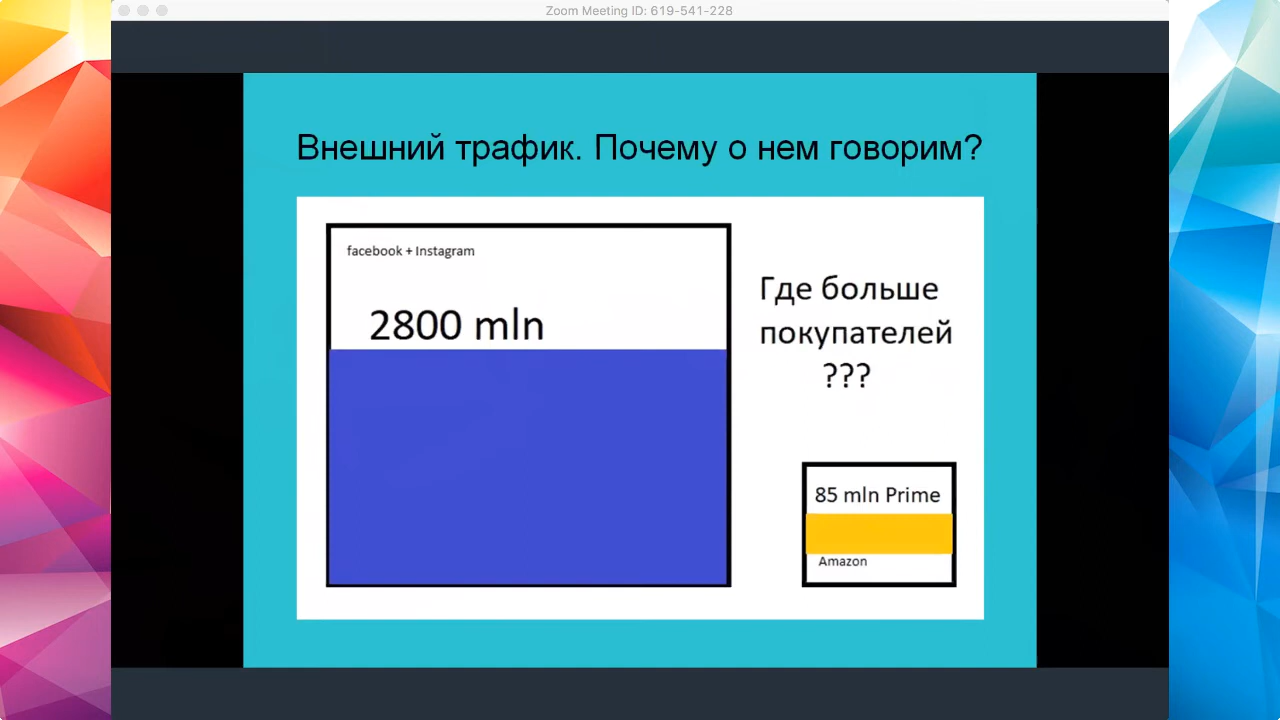 Zoom Meeting ID: 619-541-228
Внешний трафик. Почему о нем говорим?
facebook + Instagram
2800 mln
Где больше
покупателей
???
85 mln Prime
Amazon